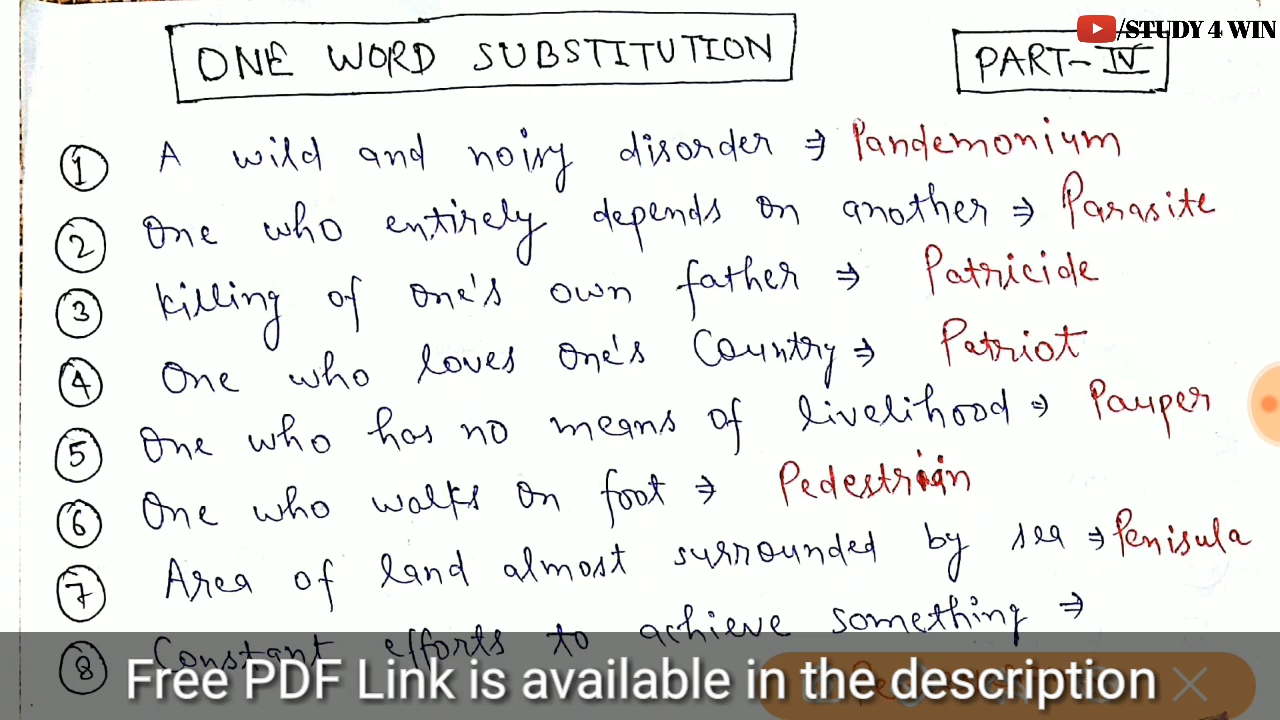 /STUDY 4 WIN
ONE WORD SUBSTITUTION
PART-IV
1 A wild and noisy disorder ⇒ Pandemonium
2 One who entirely depends on another ⇒ Parasite
3 Killing of one's own father ⇒ Patricide
4 One who loves one's Country ⇒ Patriot
5 One who has no means of livelihood ⇒ Pauper
6 One who walks on foot ⇒ Pedestrian
7 Area of land almost surrounded by sea ⇒ Penisula
8 Constant efforts to achieve something ⇒
Free PDF Link is available in the description